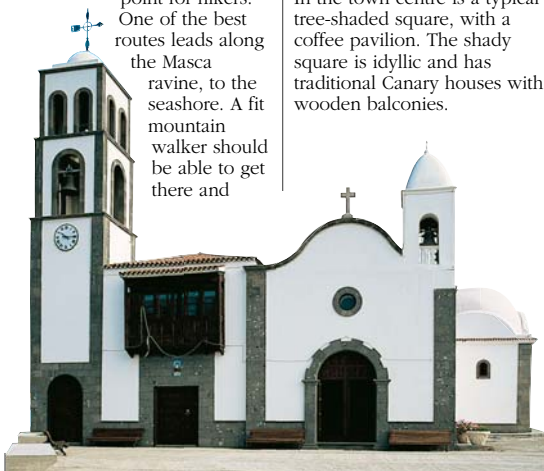 point for hikers.
One of the best
routes leads along
the Masca
ravine, to the
seashore. A fit
mountain
walker should
be able to get
there and
In the town centre is a typical
tree-shaded square, with a
coffee pavilion. The shady
square is idyllic and has
traditional Canary houses with
wooden balconies.